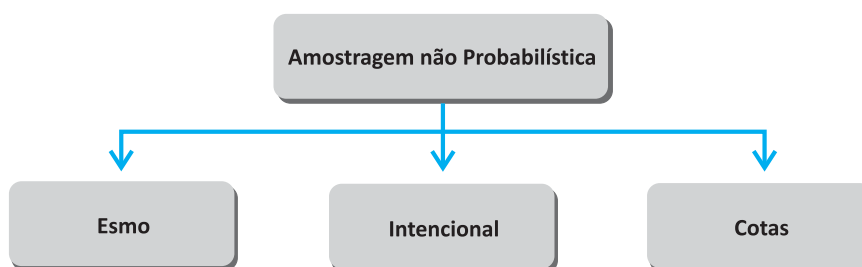 Amostragem não Probabilística
Esmo
Intencional
Cotas